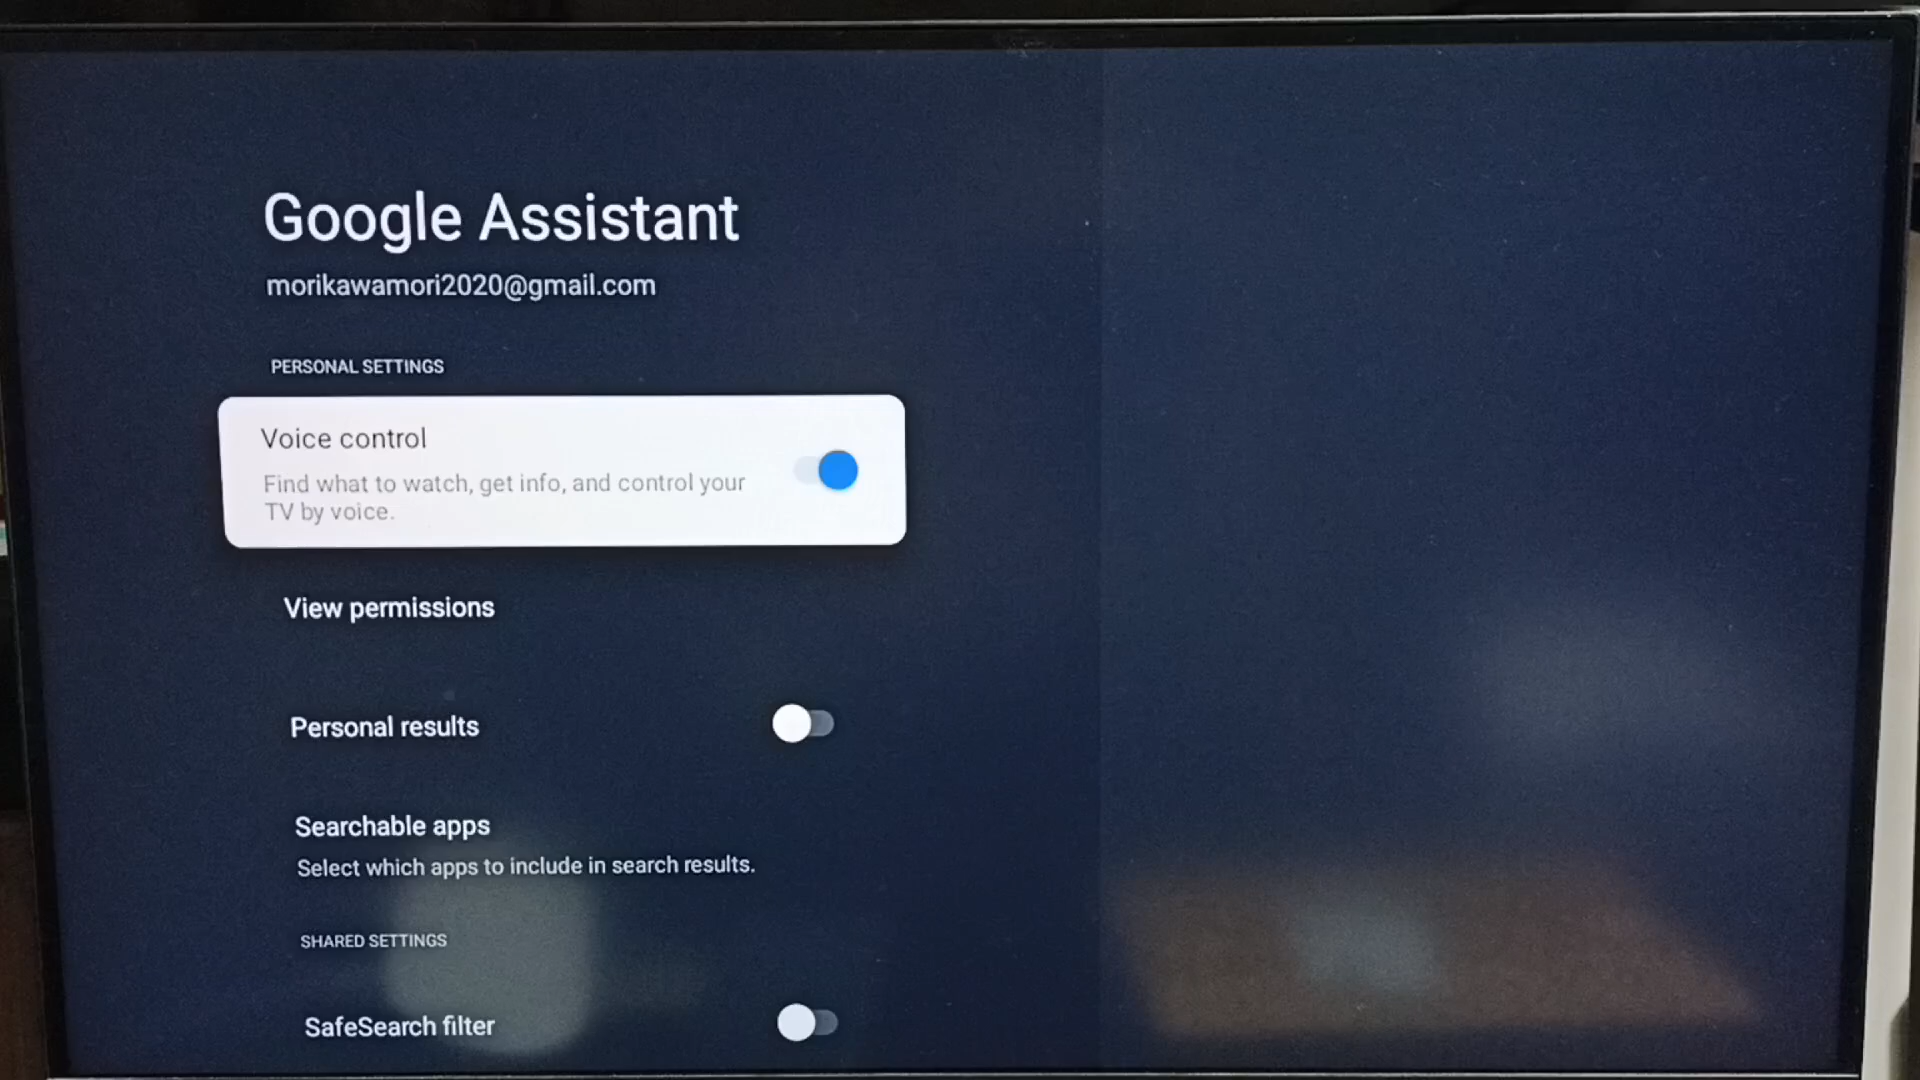 Google Assistant
morikawamori2020@gmail.com
PERSONAL SETTINGS
Voice control
Find what to watch, get info, and control your
TV by voice.
View permissions
Personal results
Searchable apps
Select which apps to include in search results.
SHARED SETTINGS
SafeSearch filter